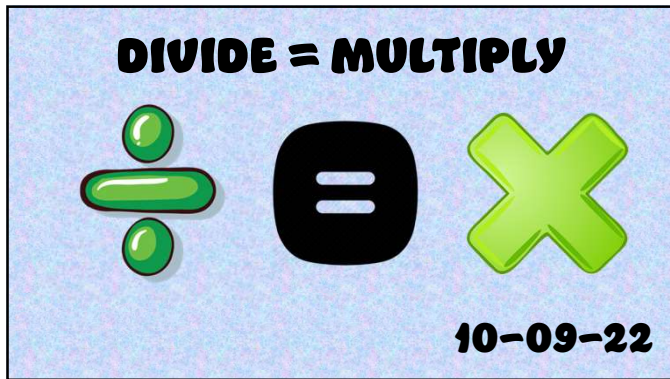 DIVIDE = MULTIPLY
÷ = ×
10-09-22